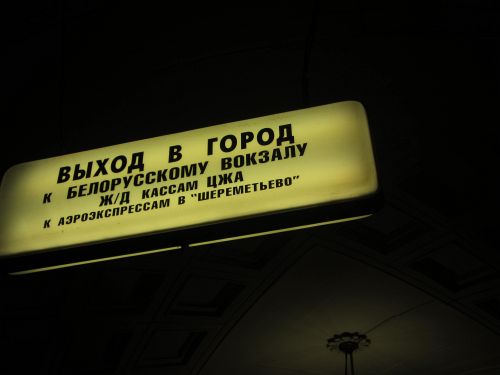 ВЫХОД В ГОРОД
К БЕЛОРУССКОМУ ВОКЗАЛУ
Ж/Д КАССАМ ЦЖА
К АЭРОЭКСПРЕССАМ В "ШЕРЕМЕТЬЕВО"